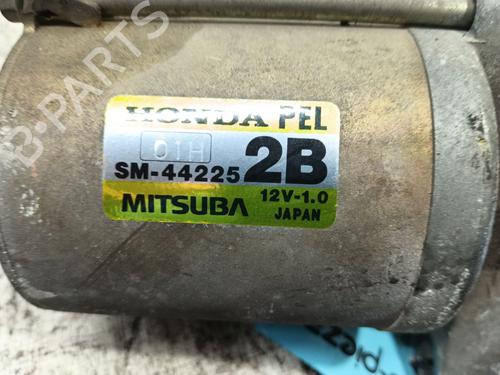 B-PARTS
HONDA PEL
01H
SM-44225 2B
MITSUBA 12V-1.0
JAPAN